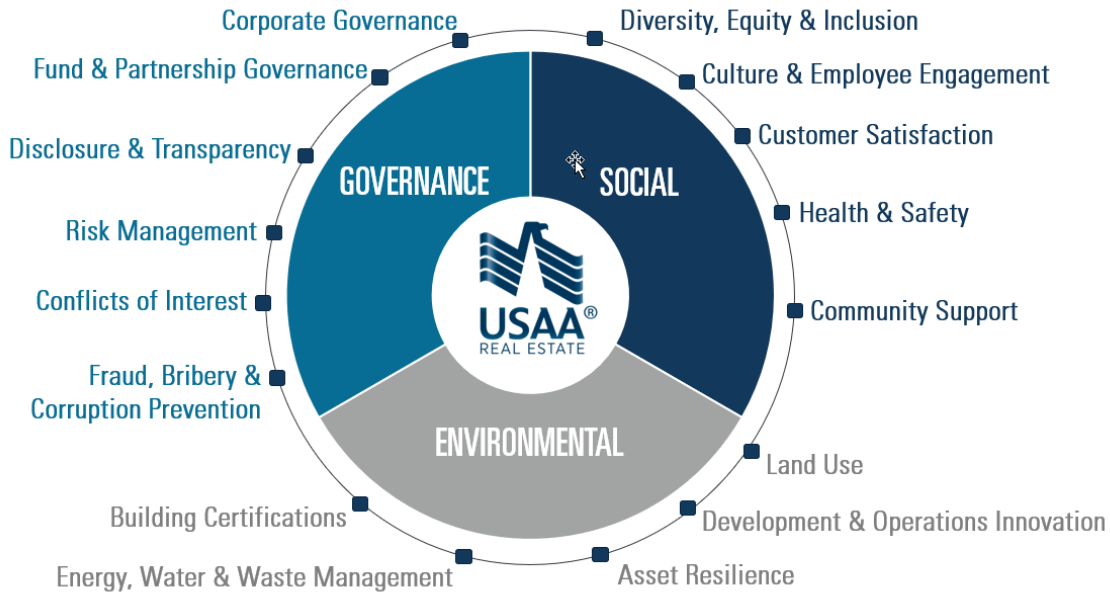 Corporate Governance
Diversity, Equity & Inclusion
Fund & Partnership Governance
Culture & Employee Engagement
Disclosure & Transparency
Customer Satisfaction
GOVERNANCE
SOCIAL
Risk Management
Health & Safety
Conflicts of Interest
Community Support
USAA®
REAL ESTATE
Fraud, Bribery &
Corruption Prevention
ENVIRONMENTAL
Land Use
Building Certifications
Development & Operations Innovation
Energy, Water & Waste Management
Asset Resilience